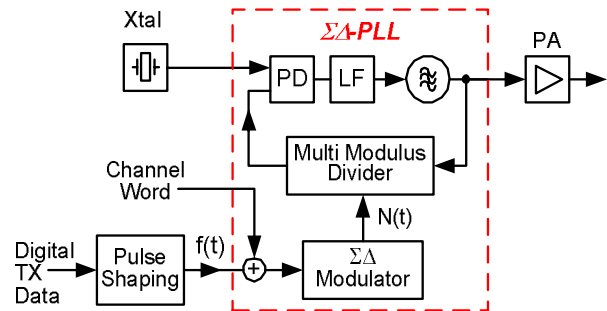 Xtal
ΣΔ-PLL
PA
PD
LF
Multi Modulus
Divider
Channel
Word
N(t)
Digital
TX
Data
Pulse
Shaping
f(t)
+
ΣΔ
Modulator